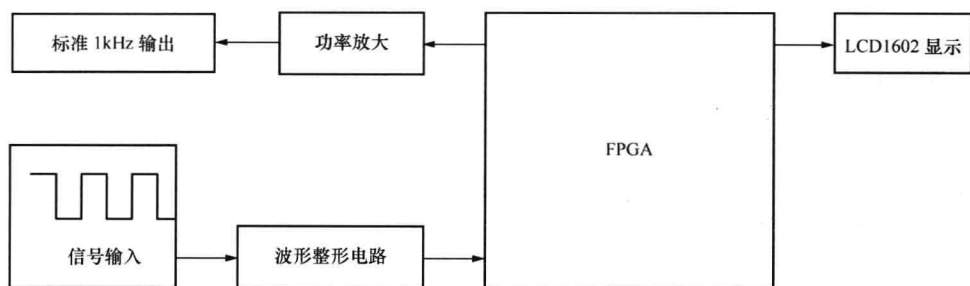 标准 1kHz 输出
功率放大
LCD1602 显示
FPGA
信号输入
波形整形电路